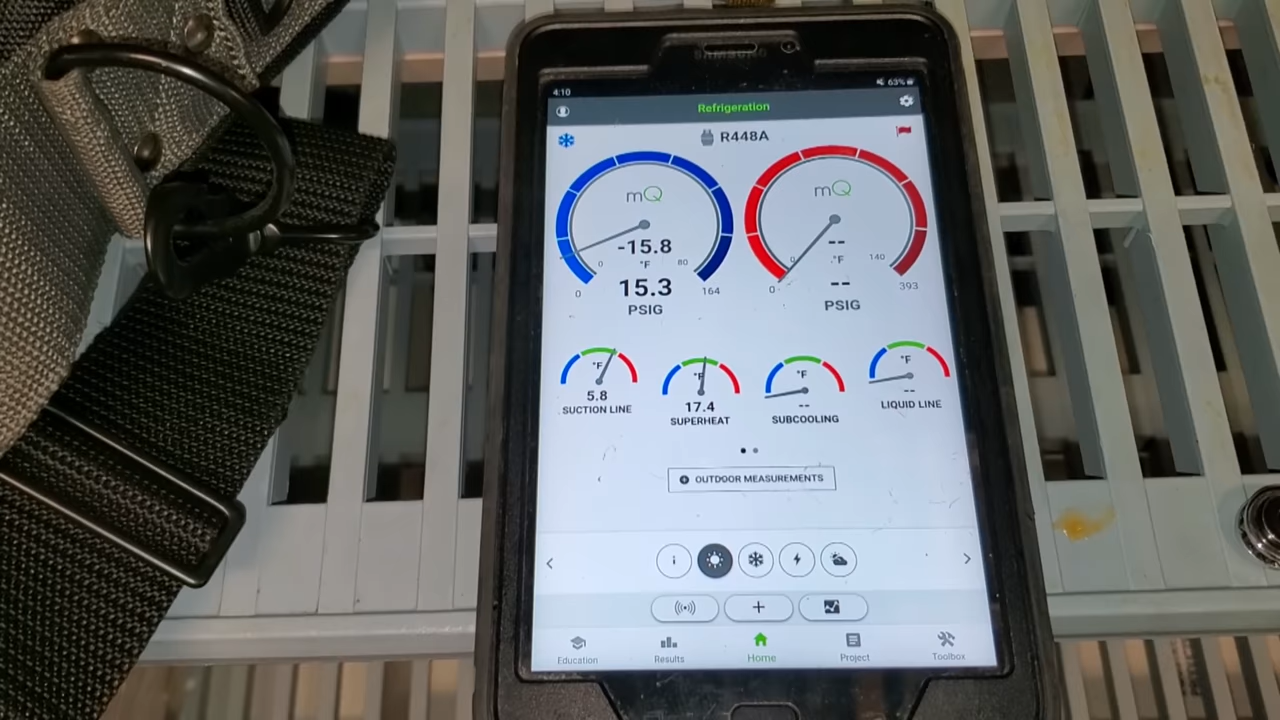 SAMSUNG
4:10
63%
Refrigeration
R448A
mQ
mQ
-15.8
°F
0
80
15.3
0
164
PSIG
--
°F
0
140
--
0
393
PSIG
°F
5.8
SUCTION LINE
°F
17.4
SUPERHEAT
°F
--
SUBCOOLING
°F
--
LIQUID LINE
OUTDOOR MEASUREMENTS
Education
Results
Home
Project
Toolbox